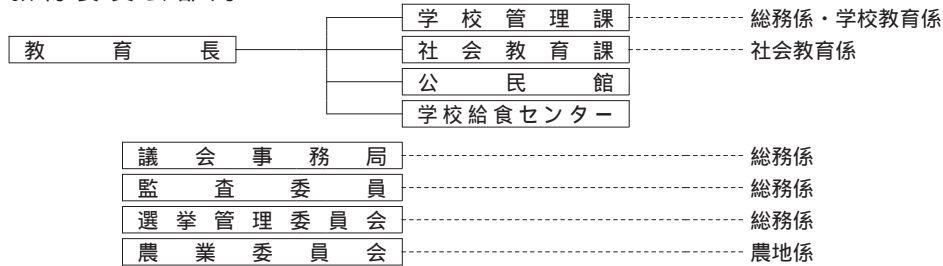 学校管理課 総務係・学校教育係
教育長 社会教育課 社会教育係
公民館
学校給食センター
議会事務局 総務係
監査委員 総務係
選挙管理委員会 総務係
農業委員会 農地係